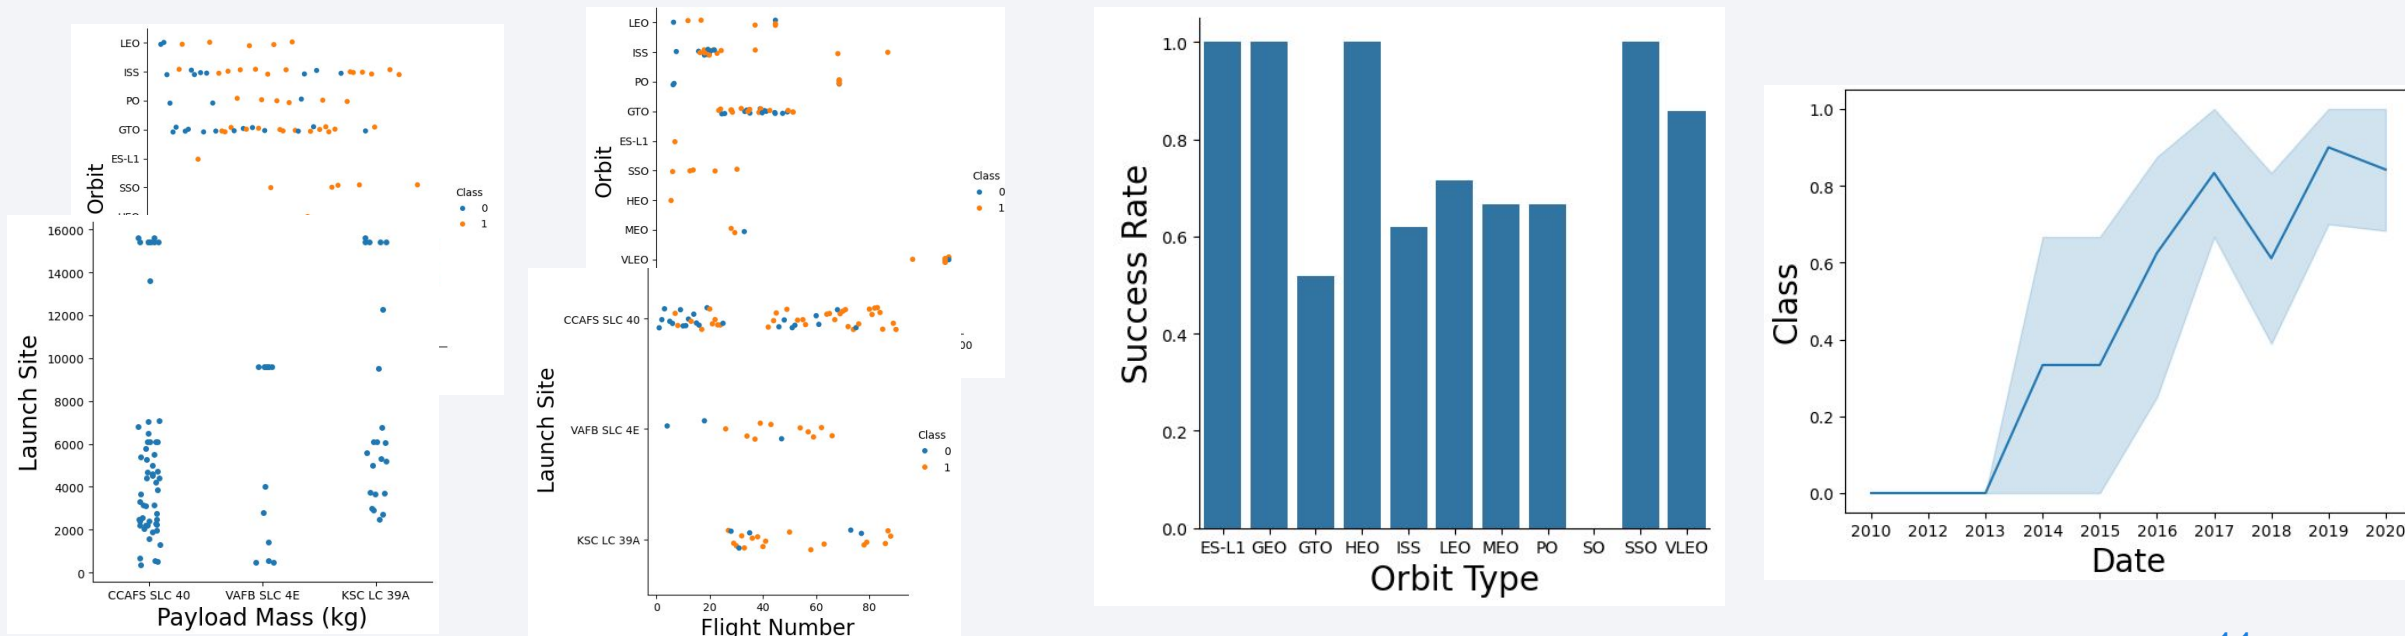 LEO
ISS
PO
GTO
ES-L1
SSO
Orbit
Class
0
1
16000
14000
12000
10000
8000
6000
4000
2000
0
Launch Site
CCAFS SLC 40 VAFB SLC 4E KSC LC 39A
Payload Mass (kg)
LEO
ISS
PO
GTO
ES-L1
SSO
HEO
MEO
VLEO
Orbit
Class
0
1
00
CCAFS SLC 40
VAFB SLC 4E
KSC LC 39A
Launch Site
Class
0
1
0 20 40 60 80
Flight Number
1.0
0.8
0.6
0.4
0.2
0.0
Success Rate
ES-L1 GEO GTO HEO ISS LEO MEO PO SO SSO VLEO
Orbit Type
1.0
0.8
0.6
0.4
0.2
0.0
Class
2010 2012 2013 2014 2015 2016 2017 2018 2019 2020
Date